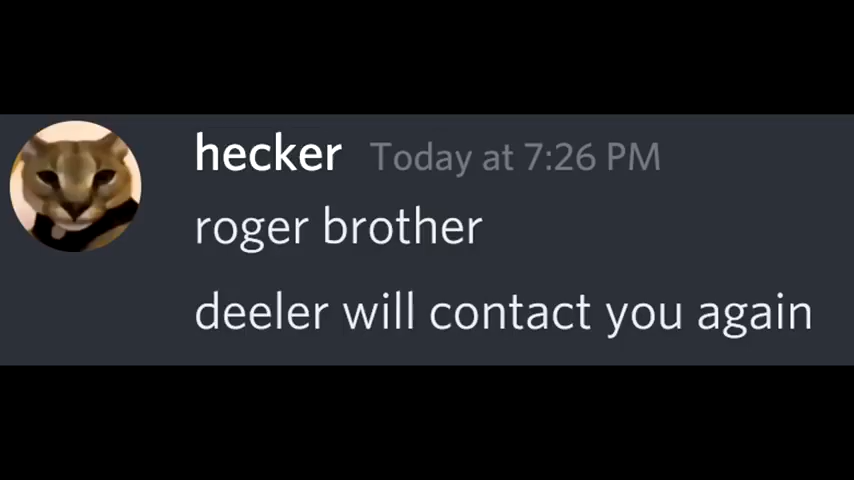 hecker Today at 7:26 PM
roger brother
deeler will contact you again